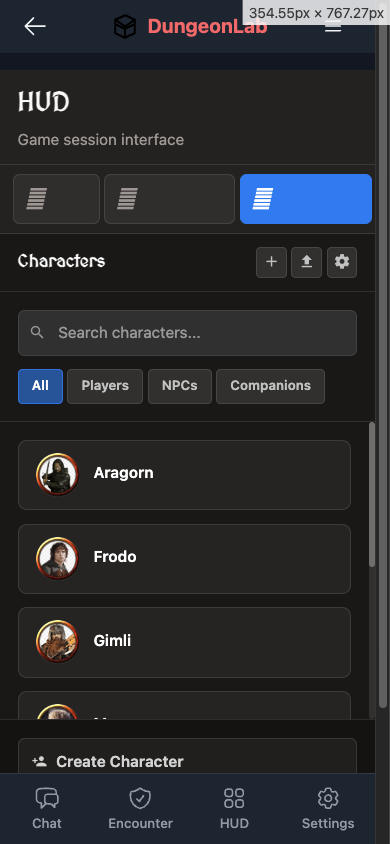 DungeonLab
354.55px × 767.27px
HUD
Game session interface
Characters
Search characters...
All Players NPCs Companions
Aragorn
Frodo
Gimli
Create Character
Chat Encounter HUD Settings